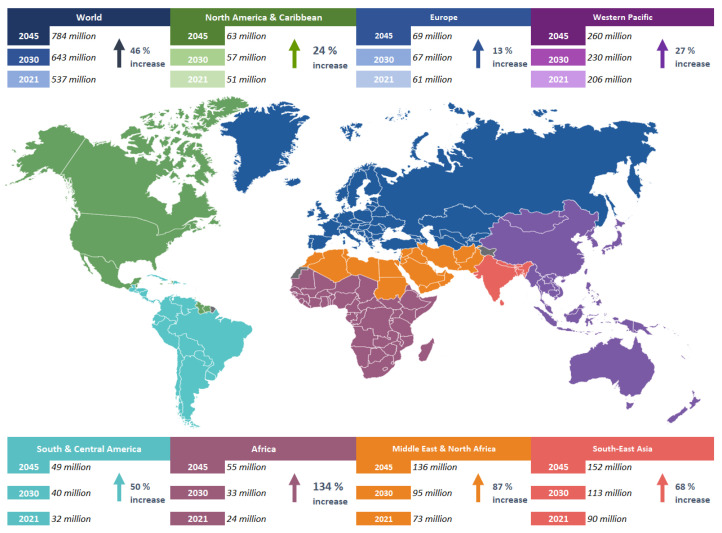 World
2045 784 million
2030 643 million
2021 537 million
46 %
increase
North America & Caribbean
2045 63 million
2030 57 million
2021 51 million
24 %
increase
Europe
2045 69 million
2030 67 million
2021 61 million
13 %
increase
Western Pacific
2045 260 million
2030 230 million
2021 206 million
27 %
increase
South & Central America
2045 49 million
2030 40 million
2021 32 million
50 %
increase
Africa
2045 55 million
2030 33 million
2021 24 million
134 %
increase
Middle East & North Africa
2045 136 million
2030 95 million
2021 73 million
87 %
increase
South-East Asia
2045 152 million
2030 113 million
2021 90 million
68 %
increase